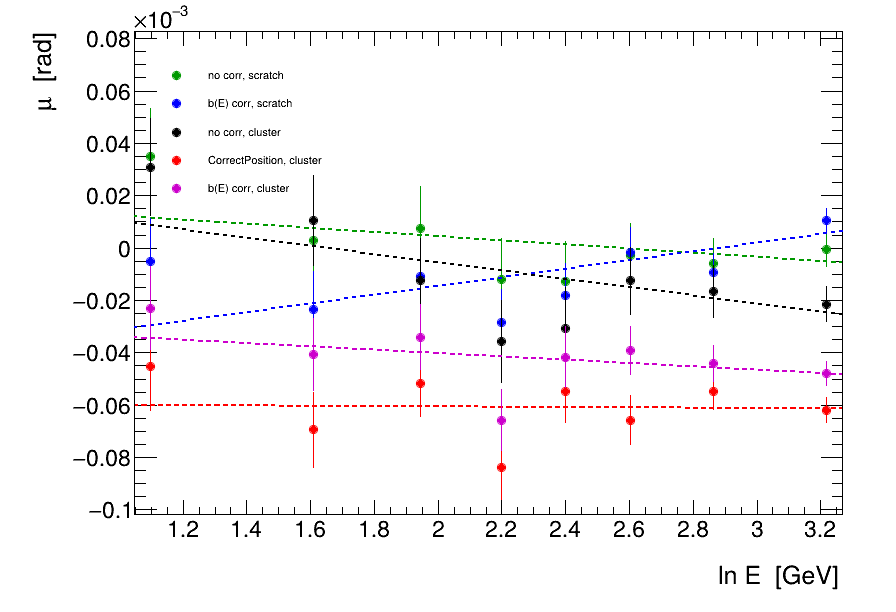 ×10⁻³
0.08
0.06
0.04
0.02
0
−0.02
−0.04
−0.06
−0.08
−0.1
μ [rad]
no corr, scratch
b(E) corr, scratch
no corr, cluster
CorrectPosition, cluster
b(E) corr, cluster
1.2 1.4 1.6 1.8 2 2.2 2.4 2.6 2.8 3 3.2
ln E [GeV]